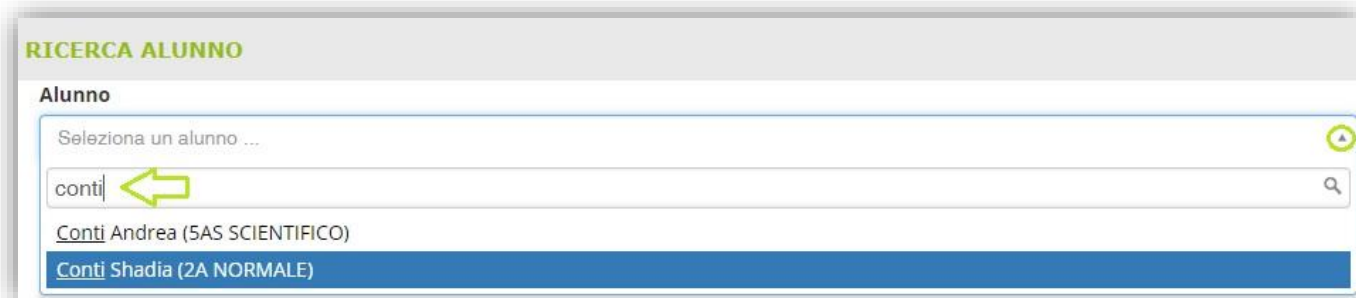 RICERCA ALUNNO
Alunno
Seleziona un alunno ...
conti
Conti Andrea (5AS SCIENTIFICO)
Conti Shadia (2A NORMALE)